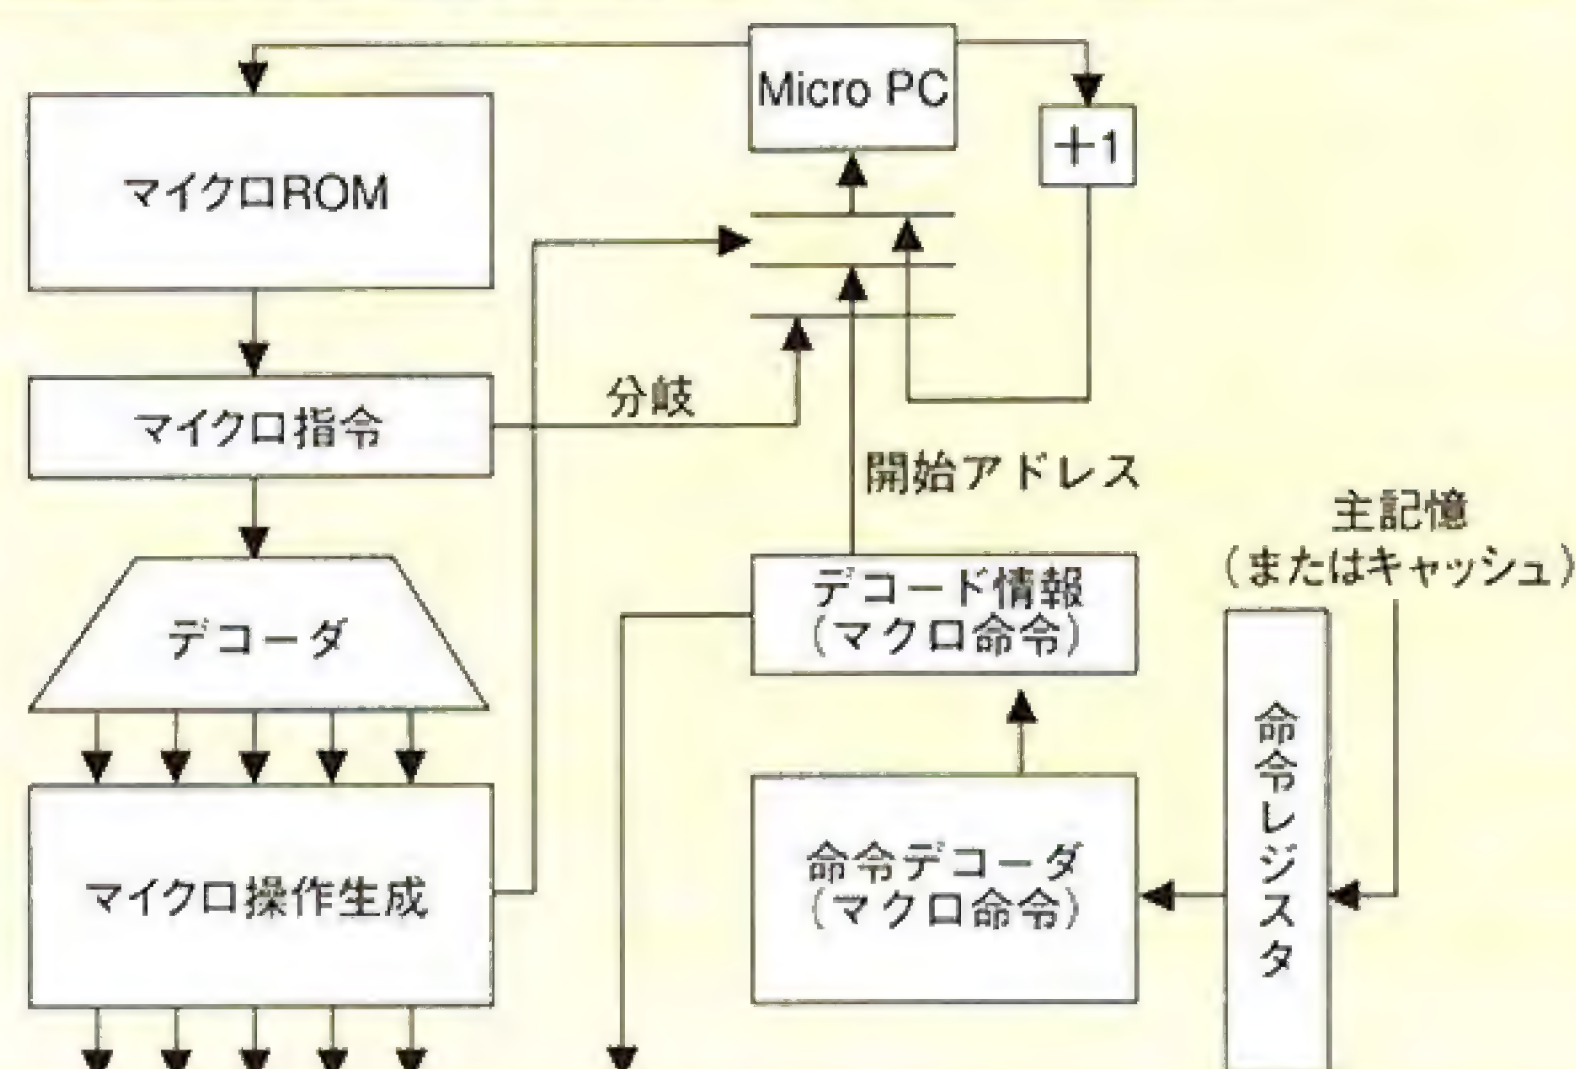 Micro PC
+1
マイクロROM
マイクロ指令
分岐
開始アドレス
主記憶
(またはキャッシュ)
デコーダ
デコード情報
(マクロ命令)
命令レジスタ
マイクロ操作生成
命令デコーダ
(マクロ命令)